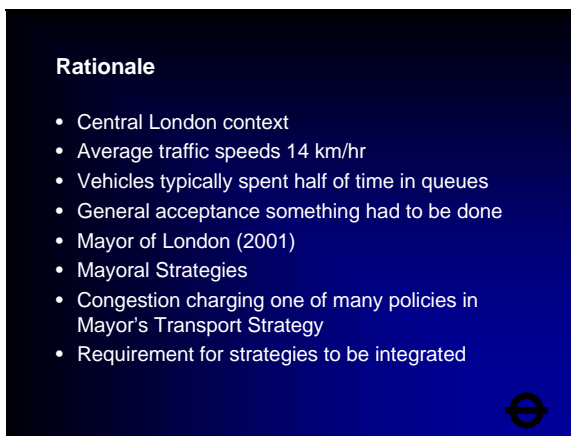 Rationale
• Central London context
• Average traffic speeds 14 km/hr
• Vehicles typically spent half of time in queues
• General acceptance something had to be done
• Mayor of London (2001)
• Mayoral Strategies
• Congestion charging one of many policies in
Mayor's Transport Strategy
• Requirement for strategies to be integrated